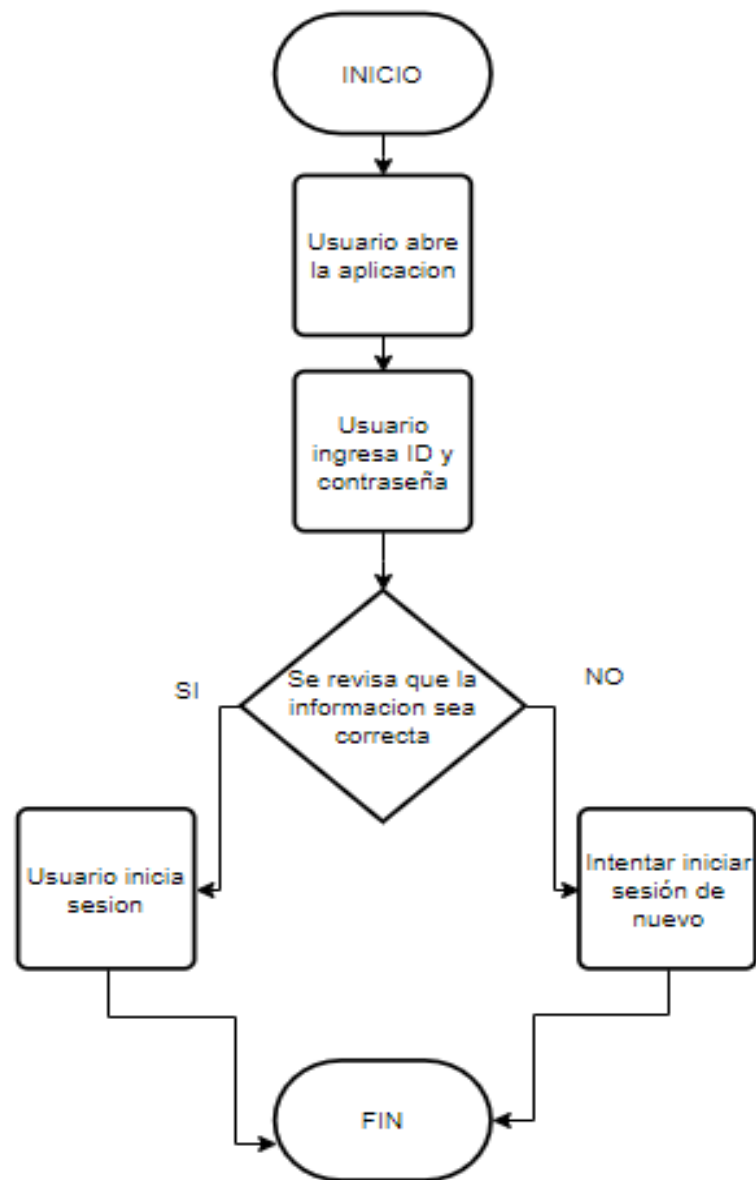 INICIO
Usuario abre
la aplicacion
Usuario
ingresa ID y
contraseña
Se revisa que la
informacion sea
correcta
SI
NO
Usuario inicia
sesion
Intentar iniciar
sesión de
nuevo
FIN